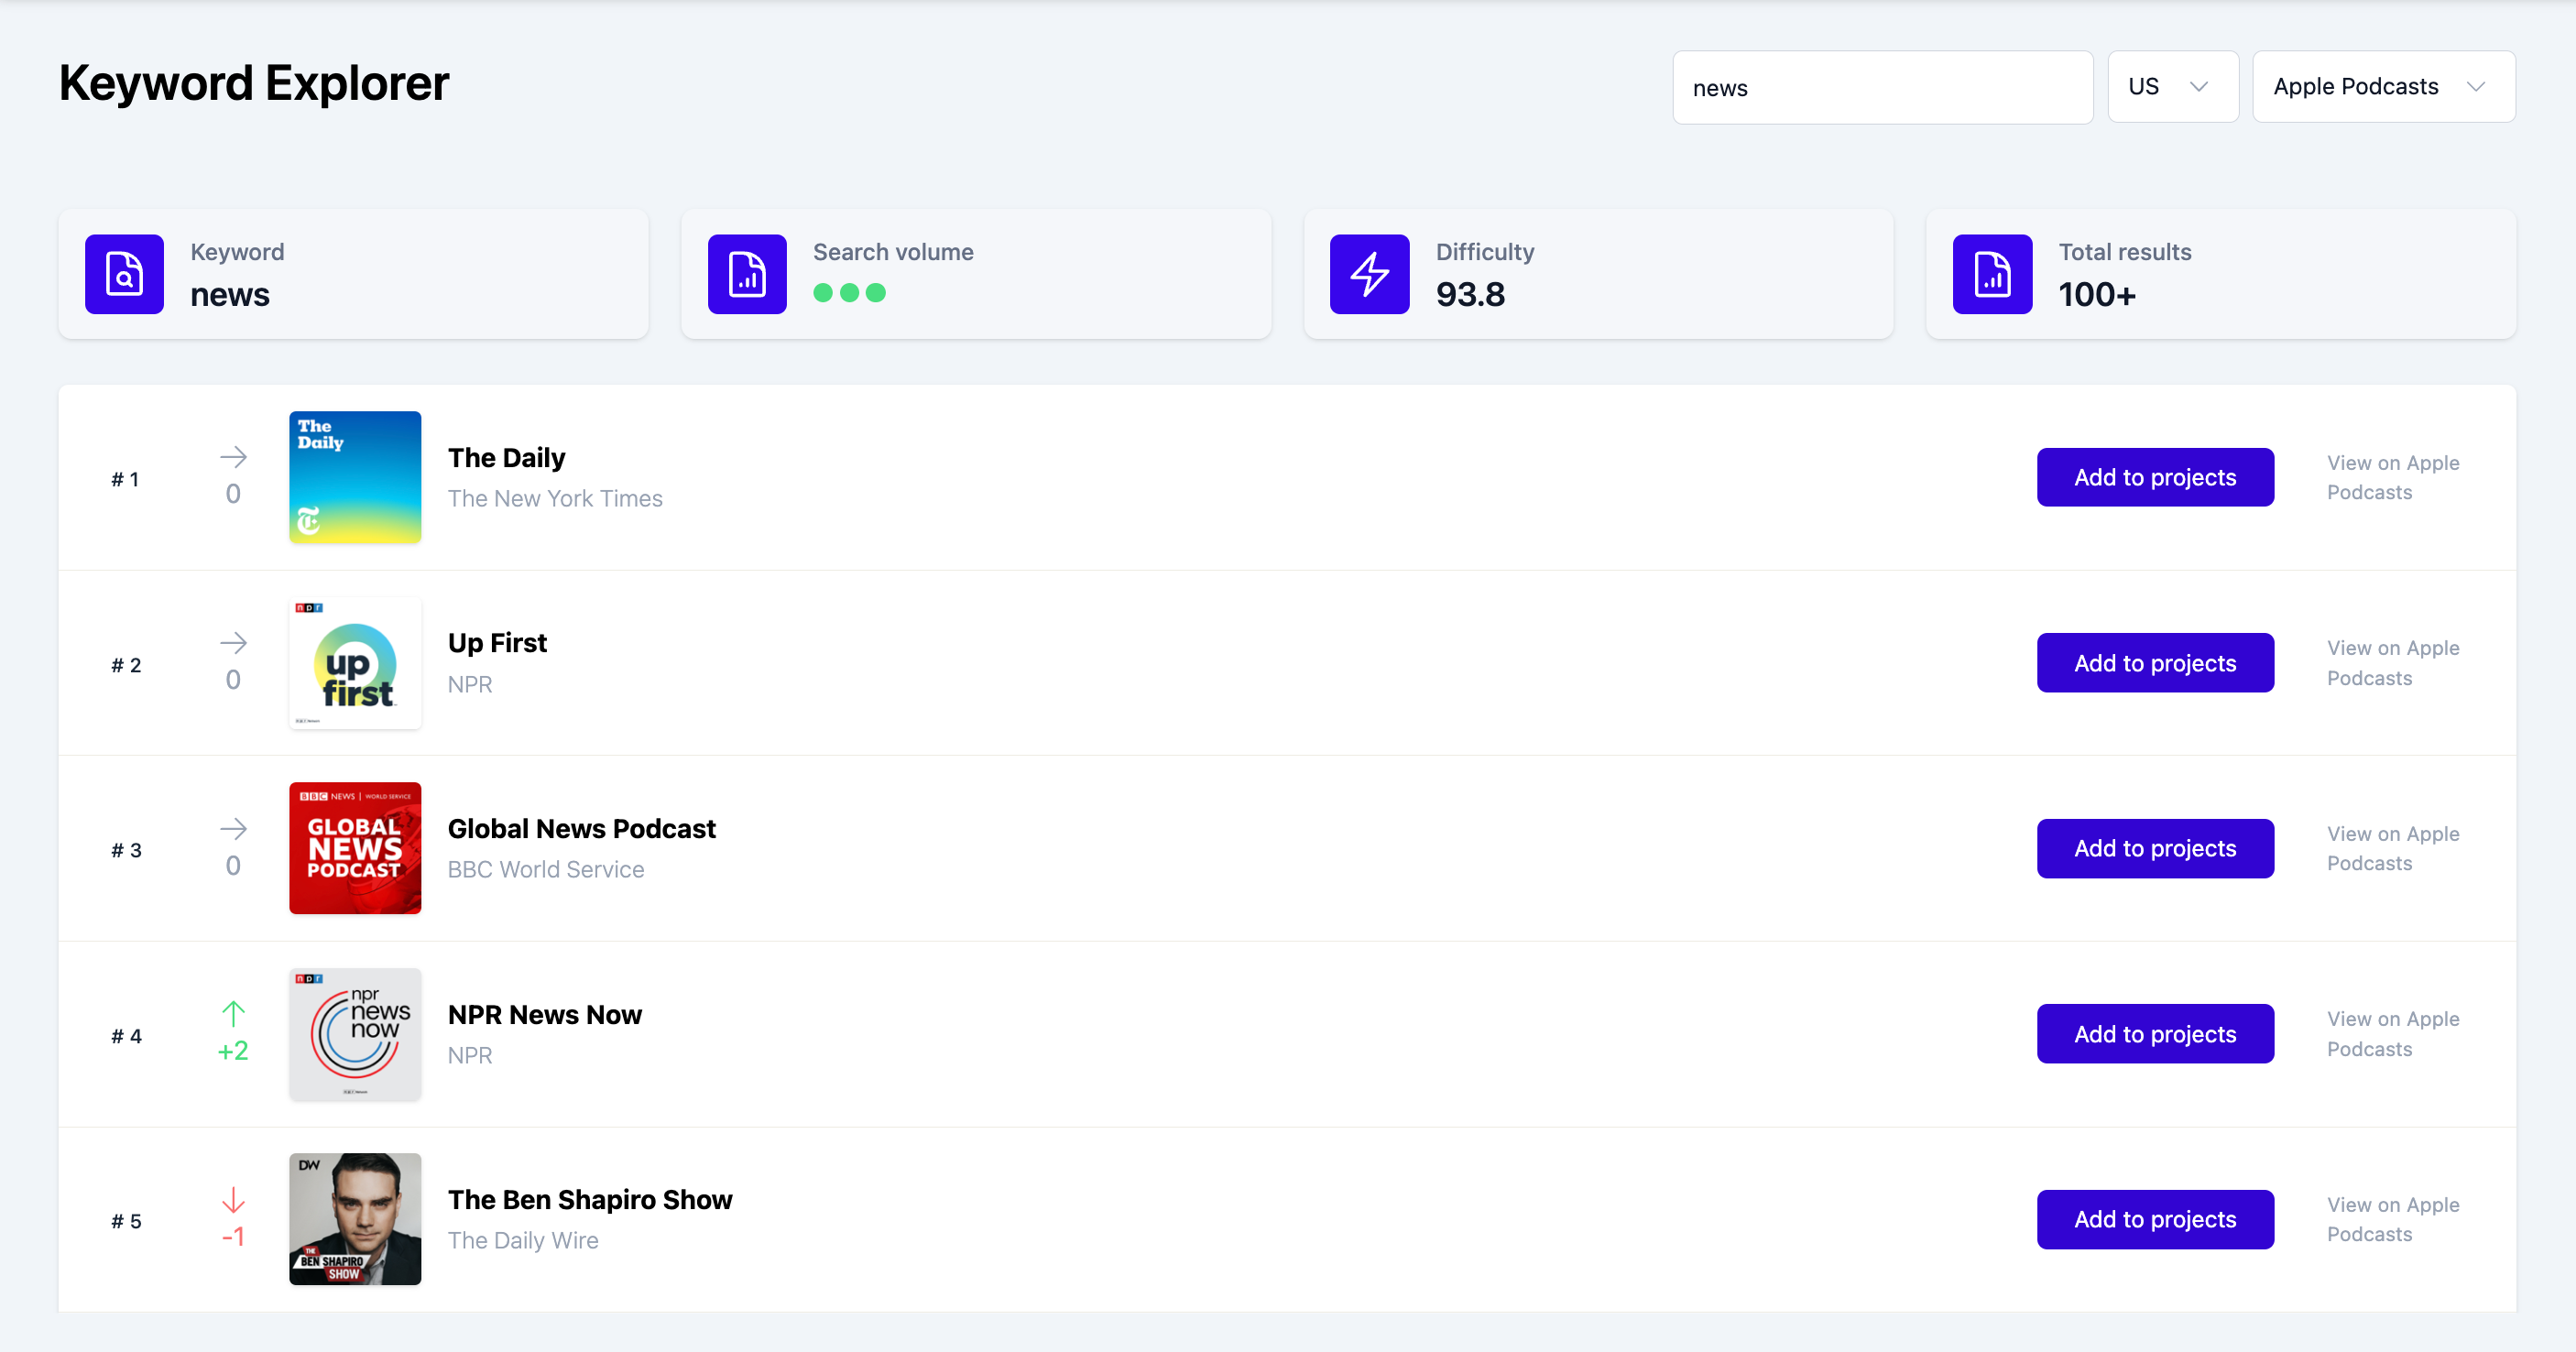 Keyword Explorer
news
US
Apple Podcasts
Keyword
news
Search volume
Difficulty
93.8
Total results
100+
# 1
0
The
Daily
The Daily
The New York Times
Add to projects
View on Apple
Podcasts
# 2
0
npr
up
first
Up First
NPR
Add to projects
View on Apple
Podcasts
# 3
0
BBC NEWS | WORLD SERVICE
GLOBAL
NEWS
PODCAST
Global News Podcast
BBC World Service
Add to projects
View on Apple
Podcasts
# 4
+2
npr
npr
news
now
NPR News Now
NPR
Add to projects
View on Apple
Podcasts
# 5
-1
DW
THE
BEN SHAPIRO
SHOW
The Ben Shapiro Show
The Daily Wire
Add to projects
View on Apple
Podcasts